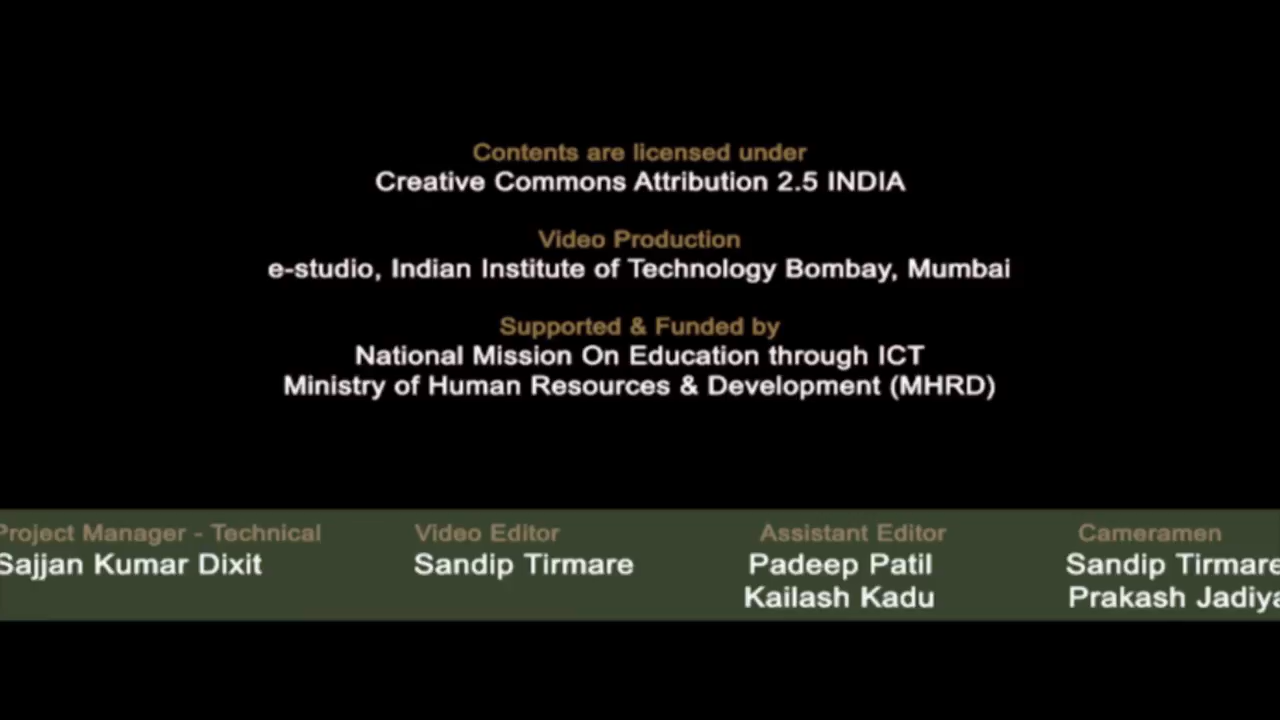 Contents are licensed under
Creative Commons Attribution 2.5 INDIA
Video Production
e-studio, Indian Institute of Technology Bombay, Mumbai
Supported & Funded by
National Mission On Education through ICT
Ministry of Human Resources & Development (MHRD)
Project Manager - Technical
Sajjan Kumar Dixit
Video Editor
Sandip Tirmare
Assistant Editor
Padeep Patil
Kailash Kadu
Cameramen
Sandip Tirmare
Prakash Jadiya